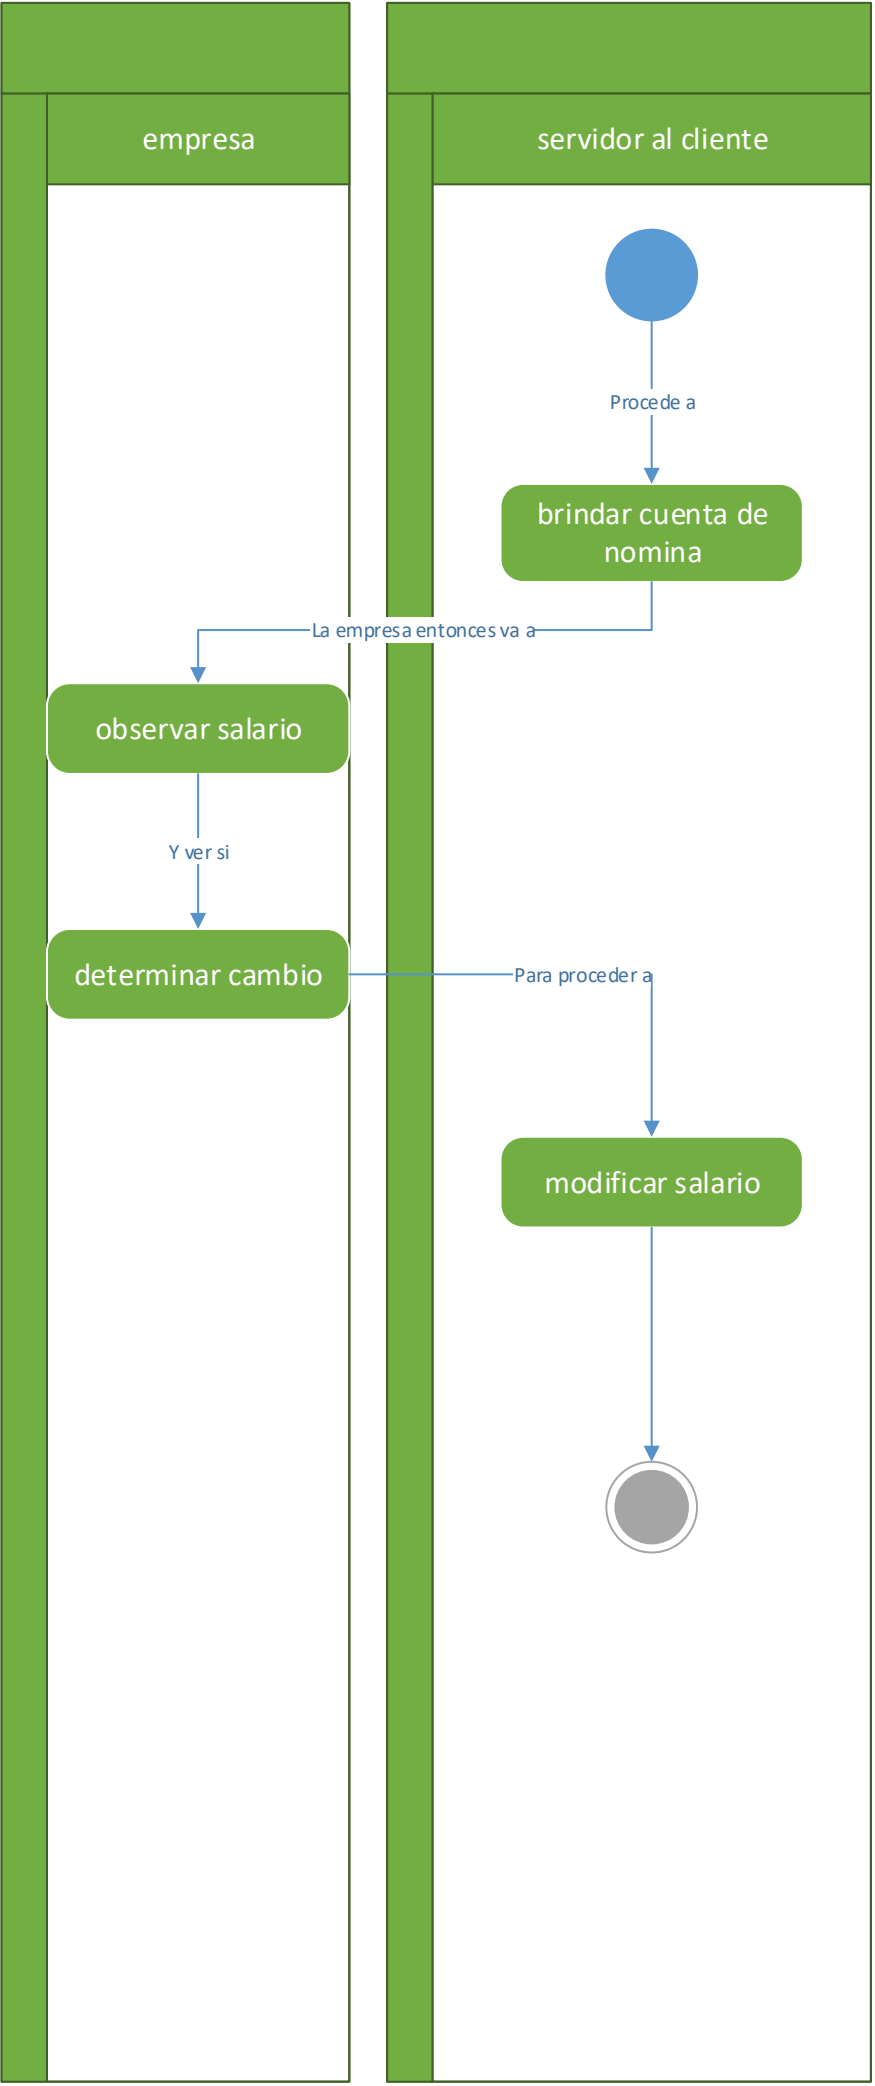 empresa
servidor al cliente
Procede a
brindar cuenta de
nomina
La empresa entonces va a
observar salario
Y ver si
determinar cambio
Para proceder a
modificar salario